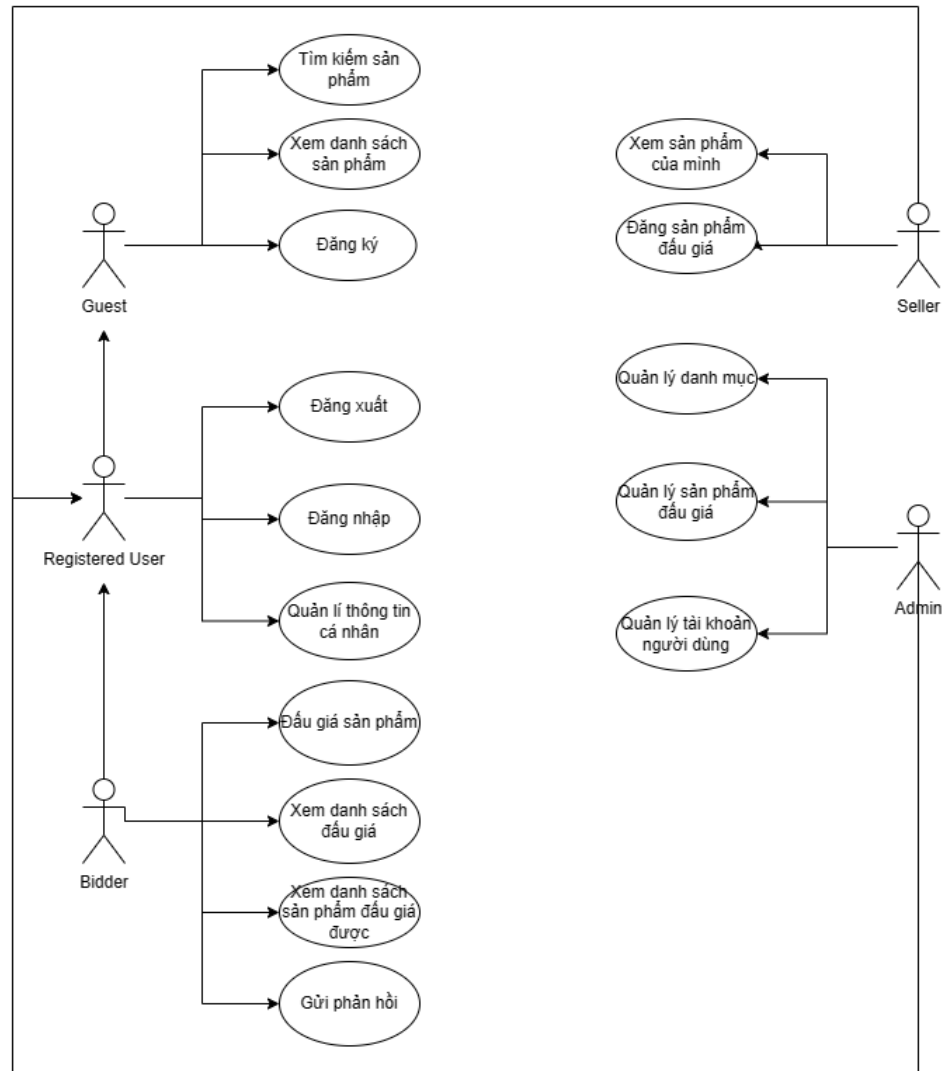 Tìm kiếm sản
phẩm
Xem danh sách
sản phẩm
Đăng ký
Guest
Xem sản phẩm
của mình
Đăng sản phẩm
đấu giá
Seller
Đăng xuất
Đăng nhập
Quản lí thông tin
cá nhân
Registered User
Quản lý danh mục
Quản lý sản phẩm
đấu giá
Quản lý tài khoản
người dùng
Admin
Đấu giá sản phẩm
Xem danh sách
đấu giá
Xem danh sách
sản phẩm đấu giá
được
Gửi phản hồi
Bidder